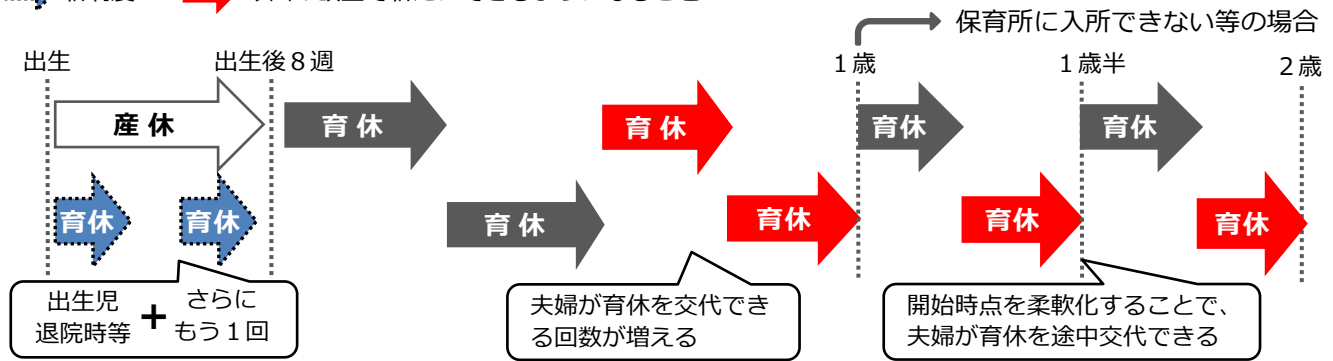 保育所に入所できない等の場合
出生
出生後８週
１歳
１歳半
２歳
産 休
育 休
育 休
育休
育休
育休
育休
育 休
育休
育休
育休
出生児
退院時等
+
さらに
もう１回
夫婦が育休を交代でき
る回数が増える
開始時点を柔軟化することで、
夫婦が育休を途中交代できる